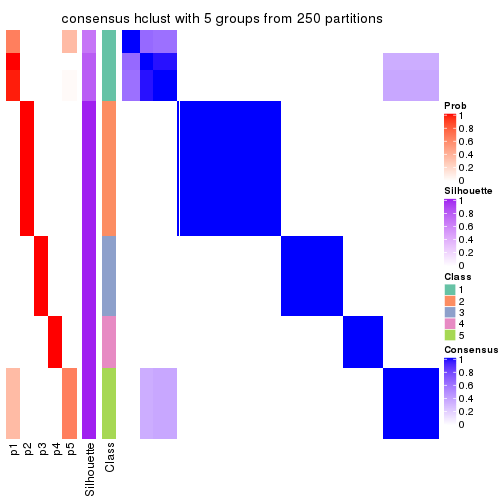 consensus hclust with 5 groups from 250 partitions
Prob
1
0.8
0.6
0.4
0.2
0
Silhouette
1
0.8
0.6
0.4
0.2
0
Class
1
2
3
4
5
Consensus
1
0.8
0.6
0.4
0.2
0
p1
p2
p3
p4
p5
Silhouette
Class